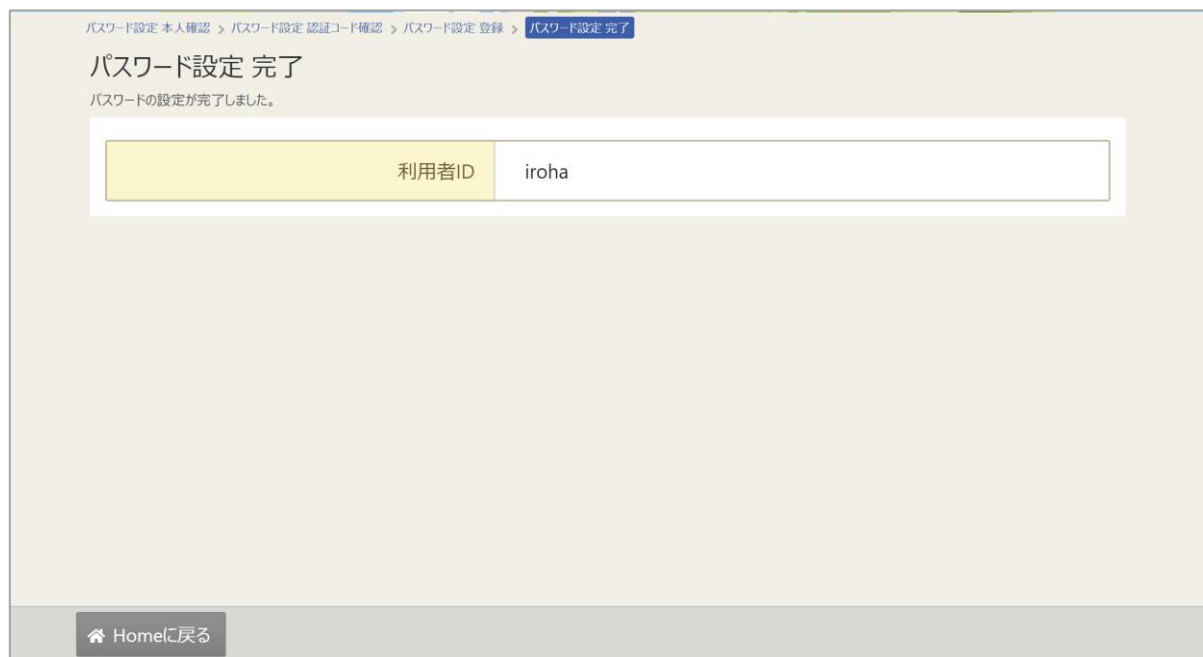 パスワード設定 本人確認 > パスワード設定 認証コード確認 > パスワード設定 登録 > パスワード設定 完了
パスワード設定 完了
パスワードの設定が完了しました。
利用者ID iroha
Homeに戻る